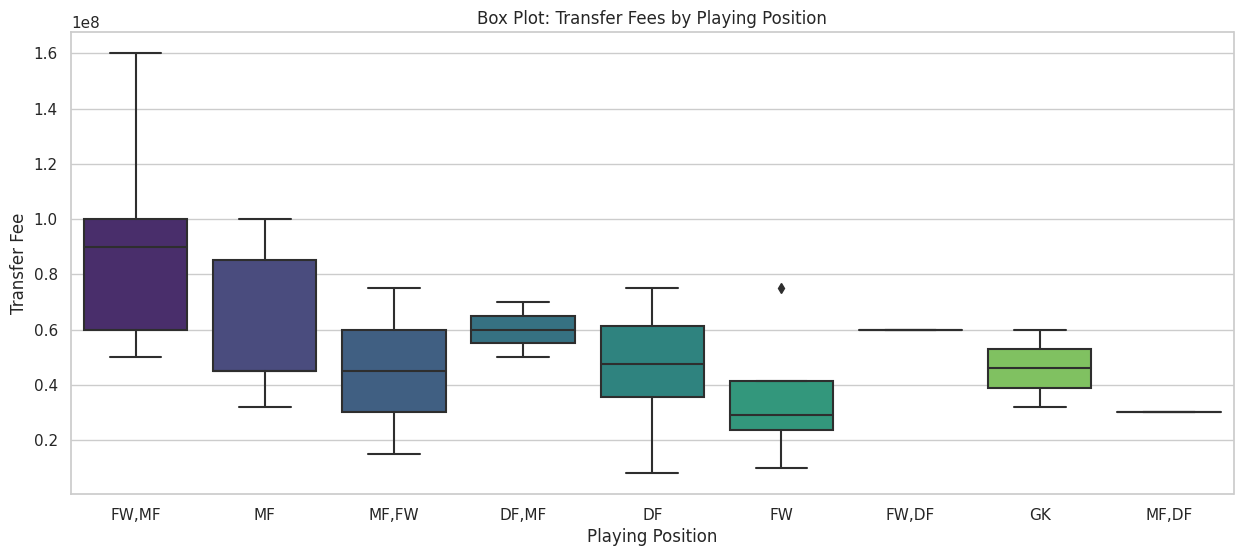 Box Plot: Transfer Fees by Playing Position
1e8
1.6
1.4
1.2
1.0
0.8
0.6
0.4
0.2
Transfer Fee
FW,MF MF MF,FW DF,MF DF FW FW,DF GK MF,DF
Playing Position